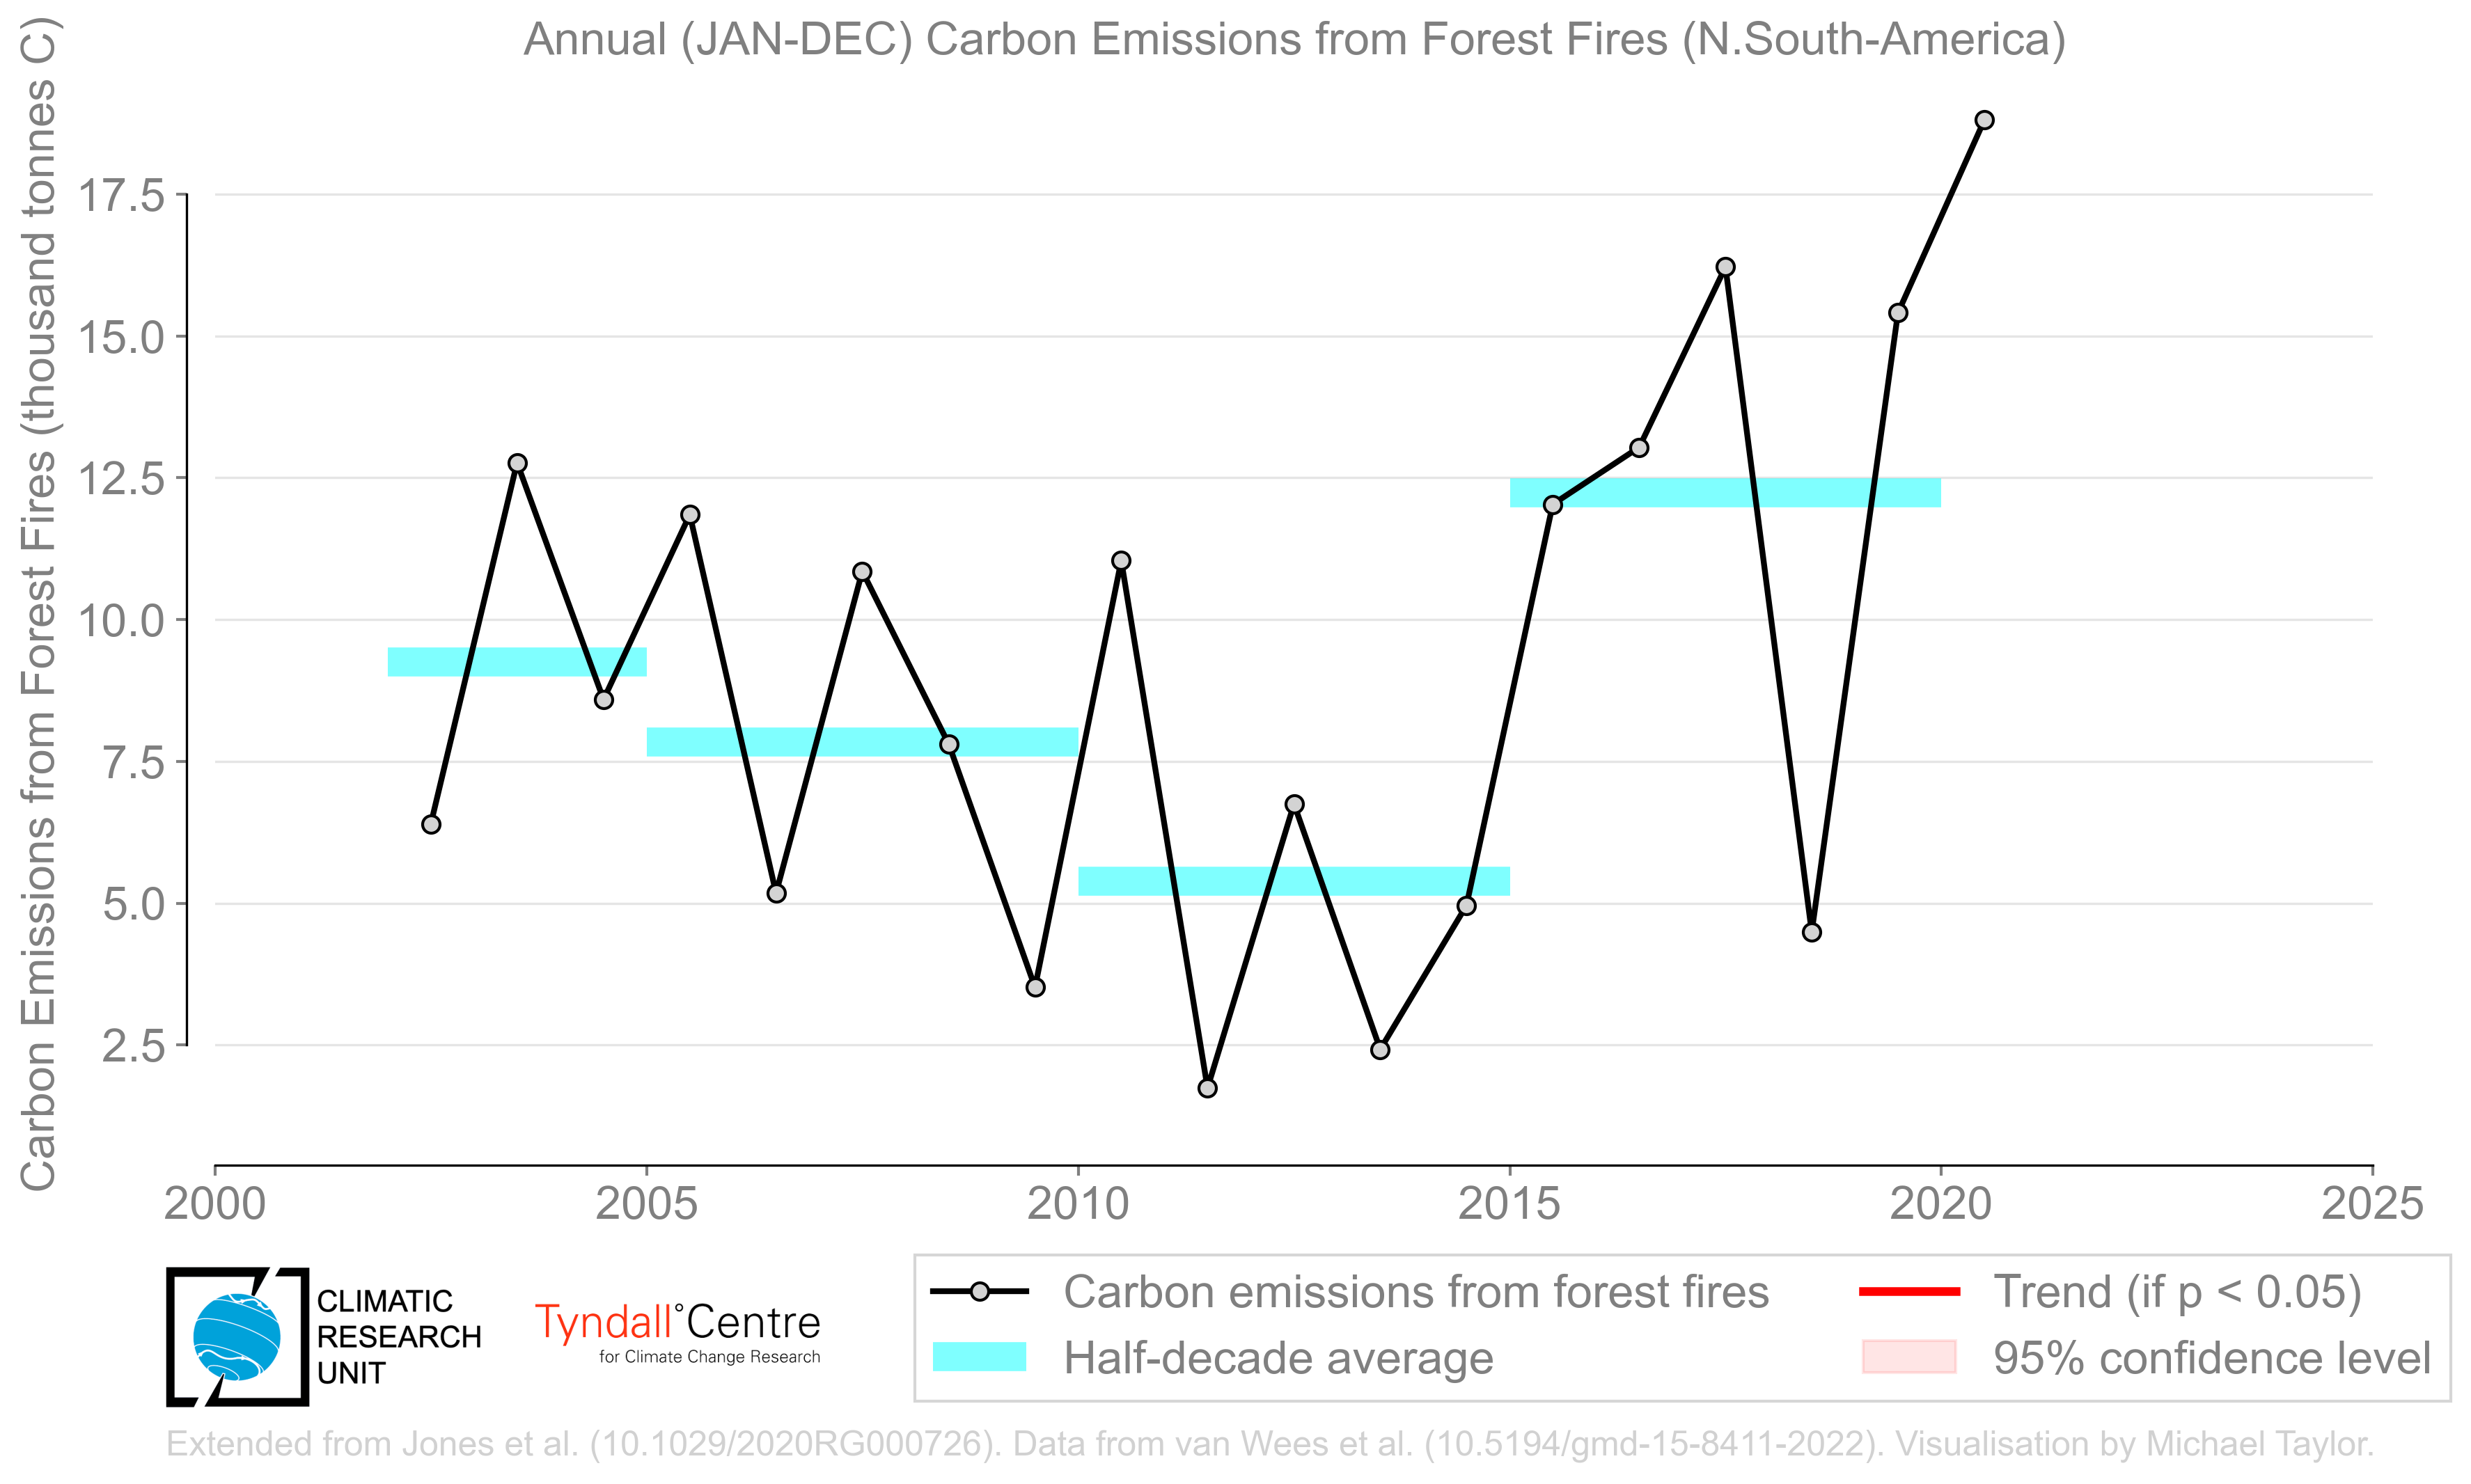 Annual (JAN-DEC) Carbon Emissions from Forest Fires (N.South-America)
Carbon Emissions from Forest Fires (thousand tonnes C)
17.5
15.0
12.5
10.0
7.5
5.0
2.5
2000
2005
2010
2015
2020
2025
CLIMATIC
RESEARCH
UNIT
Tyndall°Centre
for Climate Change Research
Carbon emissions from forest fires
Half-decade average
Trend (if p < 0.05)
95% confidence level
Extended from Jones et al. (10.1029/2020RG000726). Data from van Wees et al. (10.5194/gmd-15-8411-2022). Visualisation by Michael Taylor.